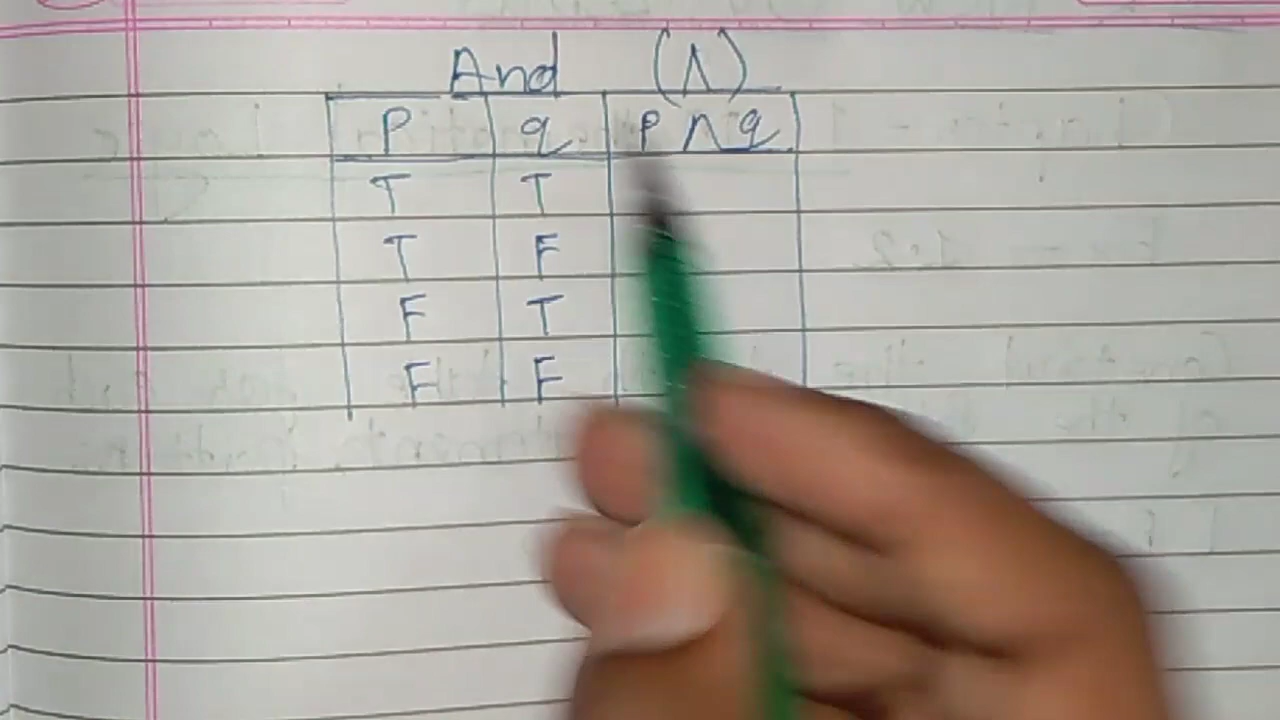 And (∧)
P q P ∧ q
T T
T F
F T
F F